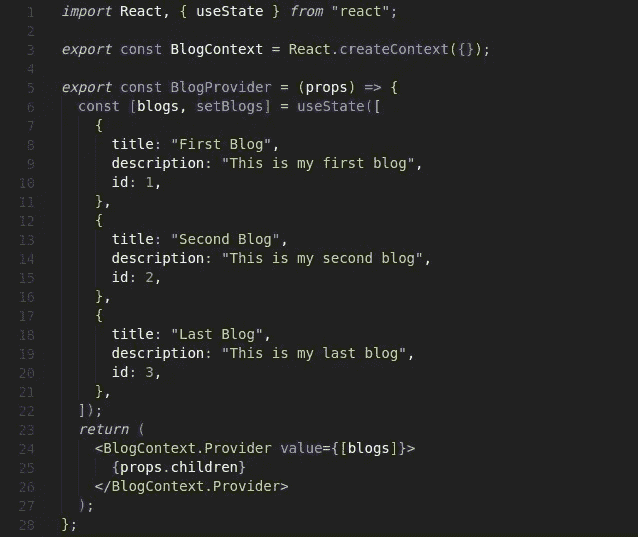 1 import React, { useState } from "react";
2
3 export const BlogContext = React.createContext({});
4
5 export const BlogProvider = (props) => {
6   const [blogs, setBlogs] = useState([
7     {
8       title: "First Blog",
9       description: "This is my first blog",
10       id: 1,
11     },
12     {
13       title: "Second Blog",
14       description: "This is my second blog",
15       id: 2,
16     },
17     {
18       title: "Last Blog",
19       description: "This is my last blog",
20       id: 3,
21     },
22   ]);
23   return (
24     <BlogContext.Provider value={[blogs]}>
25       {props.children}
26     </BlogContext.Provider>
27   );
28 };